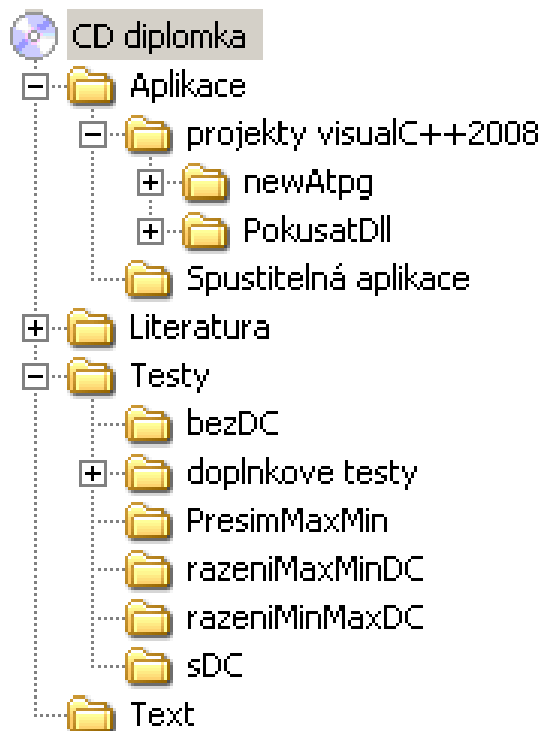 CD diplomka
Aplikace
projekty visualC++2008
newAtpg
PokusatDll
Spustitelná aplikace
Literatura
Testy
bezDC
doplnkove testy
PresimMaxMin
razeniMaxMinDC
razeniMinMaxDC
sDC
Text